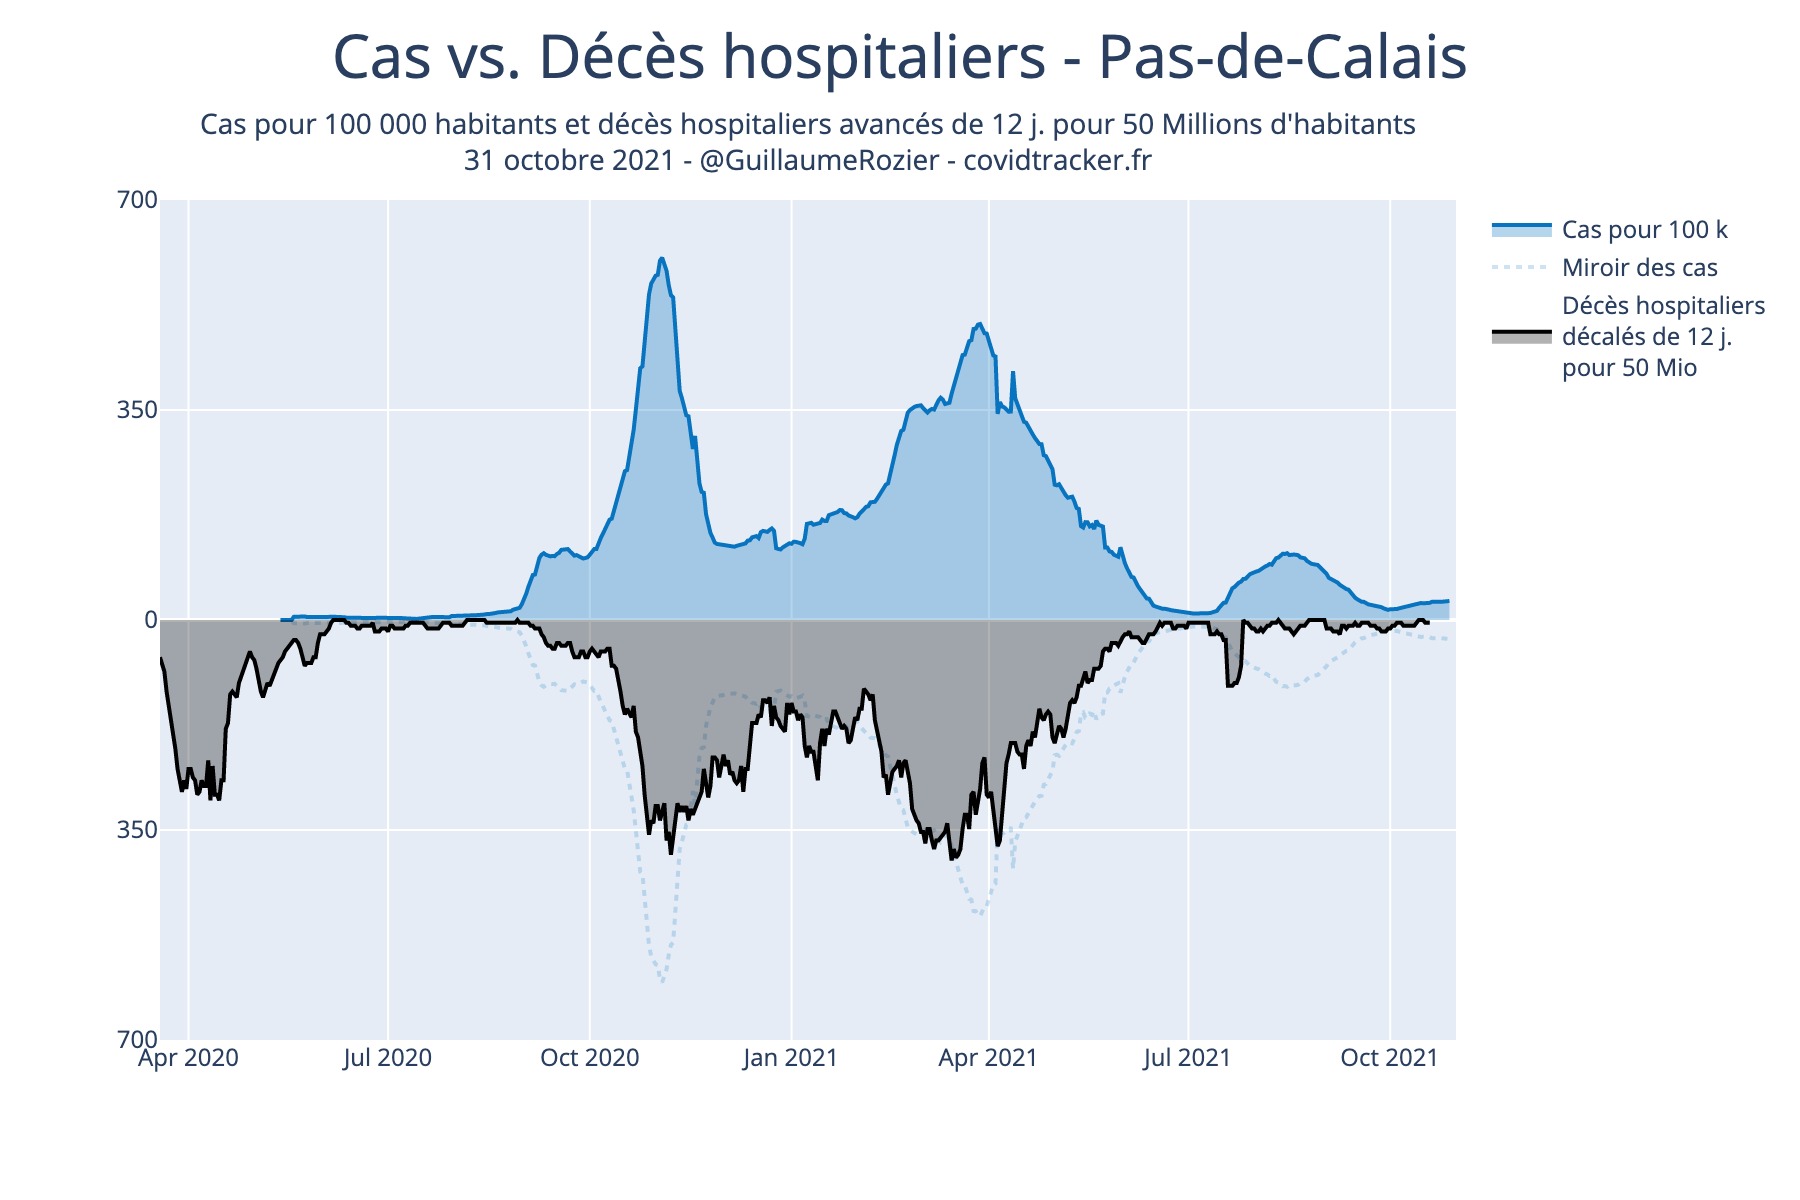 Cas vs. Décès hospitaliers - Pas-de-Calais
Cas pour 100 000 habitants et décès hospitaliers avancés de 12 j. pour 50 Millions d'habitants
31 octobre 2021 - @GuillaumeRozier - covidtracker.fr
700
350
0
350
700
Apr 2020
Jul 2020
Oct 2020
Jan 2021
Apr 2021
Jul 2021
Oct 2021
Cas pour 100 k
Miroir des cas
Décès hospitaliers
décalés de 12 j.
pour 50 Mio